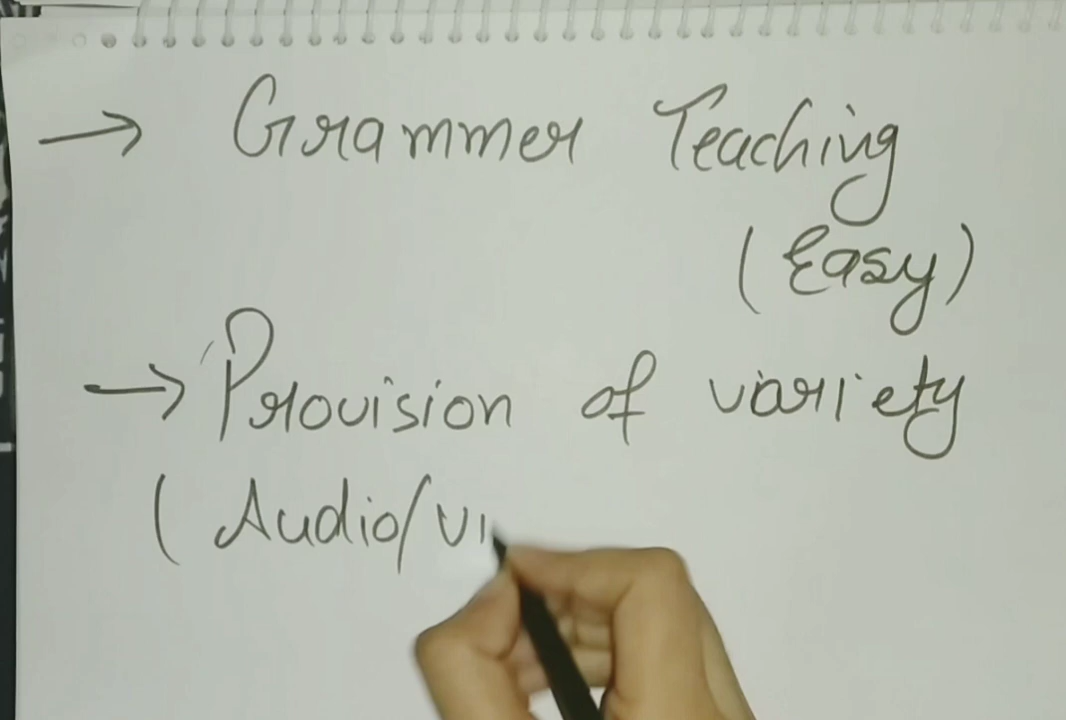 → Grammer Teaching
(Easy)
→ Provision of variety
( Audio/vi